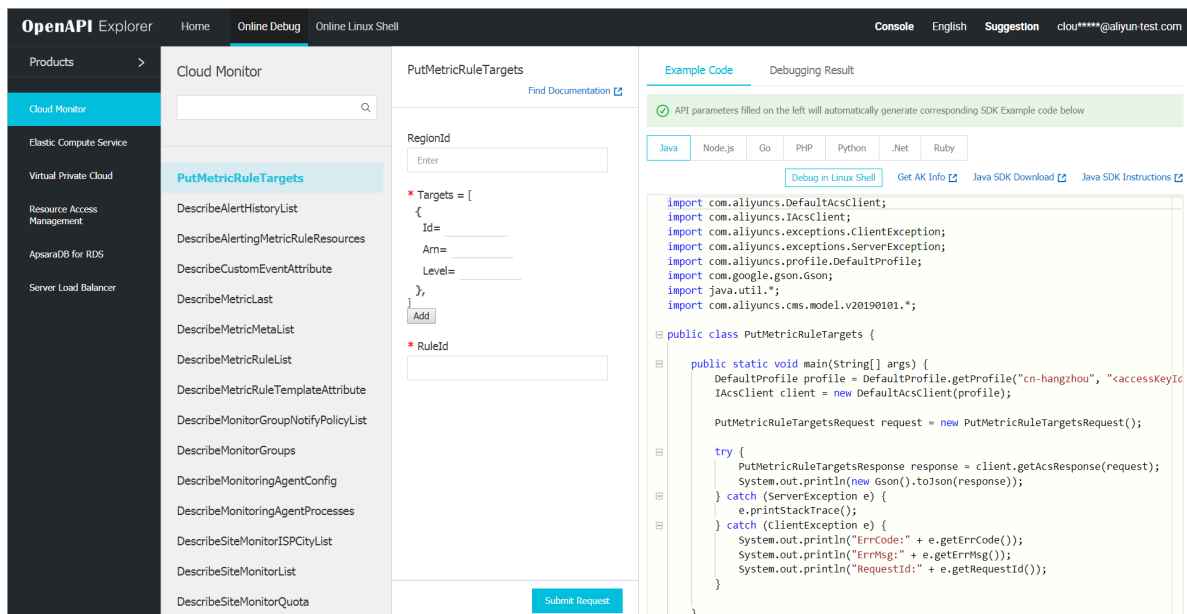 OpenAPI Explorer
Home
Online Debug
Online Linux Shell
Console
English
Suggestion
clou*****@aliyun-test.com
Products
Cloud Monitor
Elastic Compute Service
Virtual Private Cloud
Resource Access
Management
ApsaraDB for RDS
Server Load Balancer
Cloud Monitor
PutMetricRuleTargets
DescribeAlertHistoryList
DescribeAlertingMetricRuleResources
DescribeCustomEventAttribute
DescribeMetricLast
DescribeMetricMetaList
DescribeMetricRuleList
DescribeMetricRuleTemplateAttribute
DescribeMonitorGroupNotifyPolicyList
DescribeMonitorGroups
DescribeMonitoringAgentConfig
DescribeMonitoringAgentProcesses
DescribeSiteMonitorISPCityList
DescribeSiteMonitorList
DescribeSiteMonitorQuota
PutMetricRuleTargets
Find Documentation
RegionId
Enter
* Targets = [
{
Id=
Arn=
Level=
},
]
Add
* RuleId
Submit Request
Example Code
Debugging Result
API parameters filled on the left will automatically generate corresponding SDK Example code below
Java
Node.js
Go
PHP
Python
.Net
Ruby
Debug in Linux Shell
Get AK Info
Java SDK Download
Java SDK Instructions
import com.aliyuncs.DefaultAcsClient;
import com.aliyuncs.IAcsClient;
import com.aliyuncs.exceptions.ClientException;
import com.aliyuncs.exceptions.ServerException;
import com.aliyuncs.profile.DefaultProfile;
import com.google.gson.Gson;
import java.util.*;
import com.aliyuncs.cms.model.v20190101.*;
public class PutMetricRuleTargets {
public static void main(String[] args) {
DefaultProfile profile = DefaultProfile.getProfile("cn-hangzhou", "<accessKeyId
IAcsClient client = new DefaultAcsClient(profile);
PutMetricRuleTargetsRequest request = new PutMetricRuleTargetsRequest();
try {
PutMetricRuleTargetsResponse response = client.getAcsResponse(request);
System.out.println(new Gson().toJson(response));
} catch (ServerException e) {
e.printStackTrace();
} catch (ClientException e) {
System.out.println("ErrCode:" + e.getErrCode());
System.out.println("ErrMsg:" + e.getErrMsg());
System.out.println("RequestId:" + e.getRequestId());
}
}